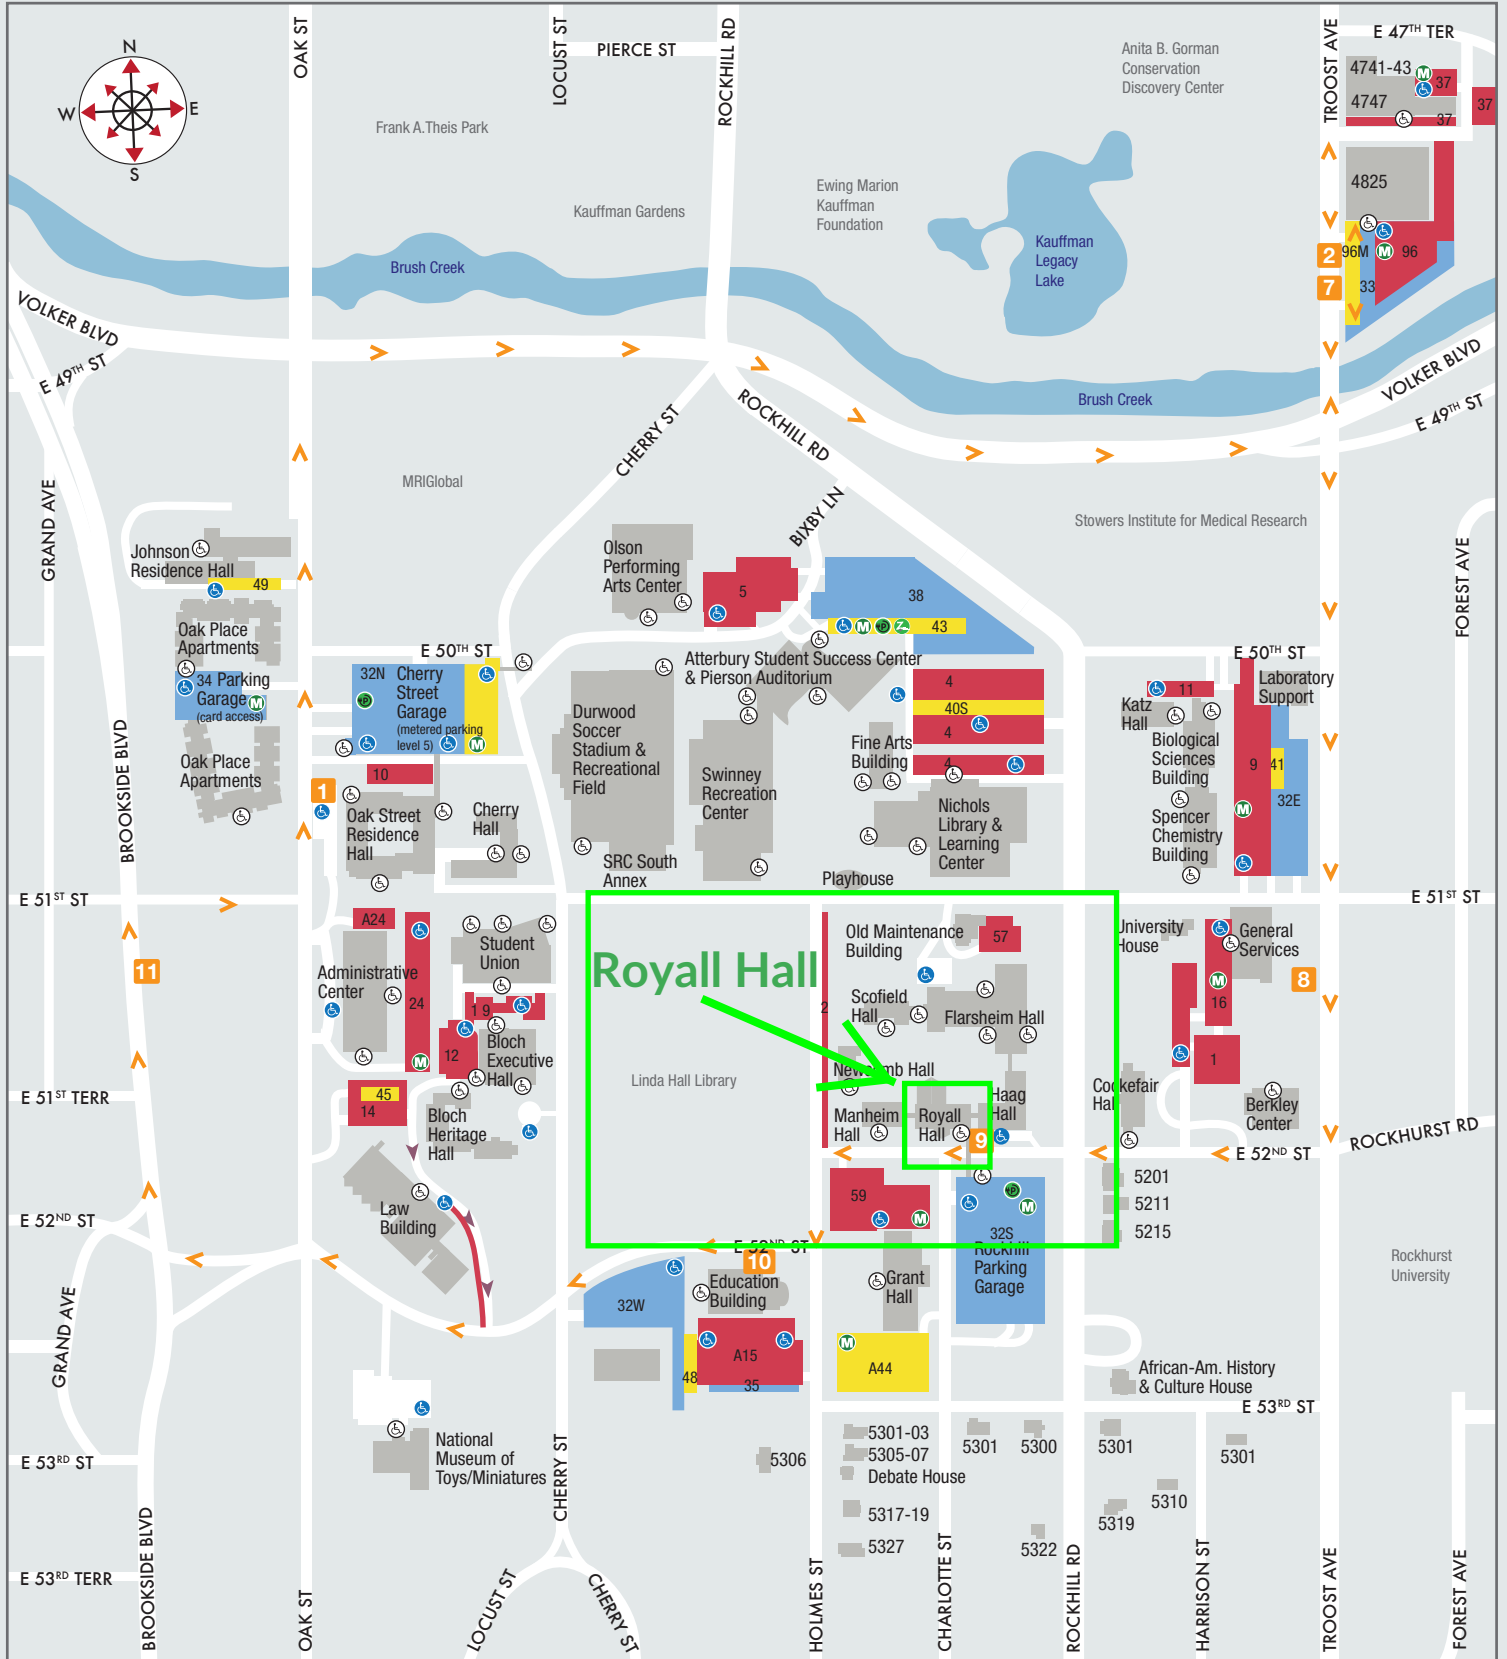 N
W
E
S
OAK ST
LOCUST ST
PIERCE ST
ROCKHILL RD
TROOST AVE
E 47TH TER
Anita B. Gorman
Conservation
Discovery Center
4741-43
M
37
4747
37
37
Frank A.Theis Park
Kauffman Gardens
Ewing Marion
Kauffman
Foundation
Kauffman
Legacy
Lake
4825
2
96M
M
96
7
33
Brush Creek
VOLKER BLVD
E 49TH ST
Brush Creek
VOLKER BLVD
E 49TH ST
CHERRY ST
ROCKHILL RD
MRIGlobal
BIXBY LN
Stowers Institute for Medical Research
GRAND AVE
FOREST AVE
Johnson
Residence Hall
49
Olson
Performing
Arts Center
5
38
M
P
Z
43
Oak Place
Apartments
E 50TH ST
E 50TH ST
34 Parking
Garage
(card access)
M
32N
Cherry
Street
Garage
(metered parking
level 5)
P
M
Atterbury Student Success Center
& Pierson Auditorium
4
40S
4
4
11
Laboratory
Support
Katz
Hall
Biological
Sciences
Building
9
41
32E
M
Spencer
Chemistry
Building
Durwood
Soccer
Stadium &
Recreational
Field
Swinney
Recreation
Center
Fine Arts
Building
Nichols
Library &
Learning
Center
Oak Place
Apartments
BROOKSIDE BLVD
10
1
Oak Street
Residence
Hall
Cherry
Hall
SRC South
Annex
Playhouse
E 51ST ST
E 51ST ST
A24
Student
Union
Administrative
Center
24
M
11
Royall Hall
2
Old Maintenance
Building
57
University
House
General
Services
16
M
8
Scofield
Hall
Flarsheim Hall
1 9
12
Bloch
Executive
Hall
Linda Hall Library
Newcomb Hall
Haag
Hall
Manheim
Hall
Royall
Hall
9
Cockefair
Hall
1
Berkley
Center
E 51ST TERR
45
14
Bloch
Heritage
Hall
E 52ND ST
ROCKHURST RD
5201
5211
5215
Law
Building
59
M
P
M
32S
Rockhill
Parking
Garage
E 52ND ST
E 52ND ST
10
Education
Building
Grant
Hall
32W
Rockhurst
University
GRAND AVE
A15
48
35
M
A44
African-Am. History
& Culture House
E 53RD ST
E 53RD ST
National
Museum of
Toys/Miniatures
CHERRY ST
5306
5301-03
5305-07
Debate House
5317-19
5327
5301
5300
5301
5301
5310
5319
5322
E 53RD TERR
BROOKSIDE BLVD
OAK ST
LOCUST ST
CHERRY ST
HOLMES ST
CHARLOTTE ST
ROCKHILL RD
HARRISON ST
TROOST AVE
FOREST AVE